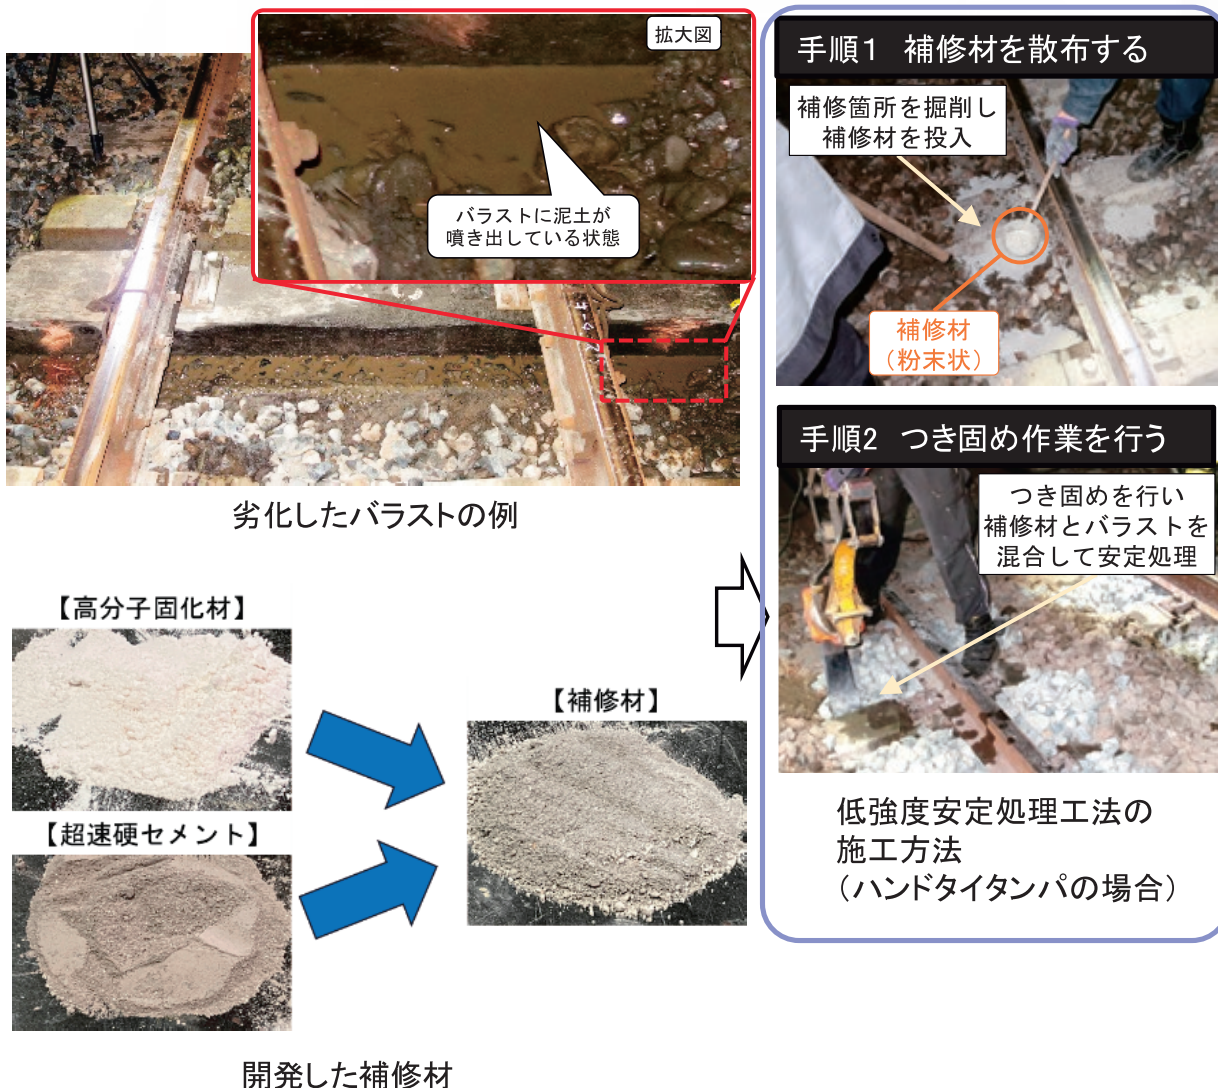 拡大図
バラストに泥土が
噴き出している状態
劣化したバラストの例
【高分子固化材】
【超速硬セメント】
【補修材】
開発した補修材
手順1 補修材を散布する
補修箇所を掘削し
補修材を投入
補修材
（粉末状）
手順2 つき固め作業を行う
つき固めを行い
補修材とバラストを
混合して安定処理
低強度安定処理工法の
施工方法
（ハンドタイタンパの場合）